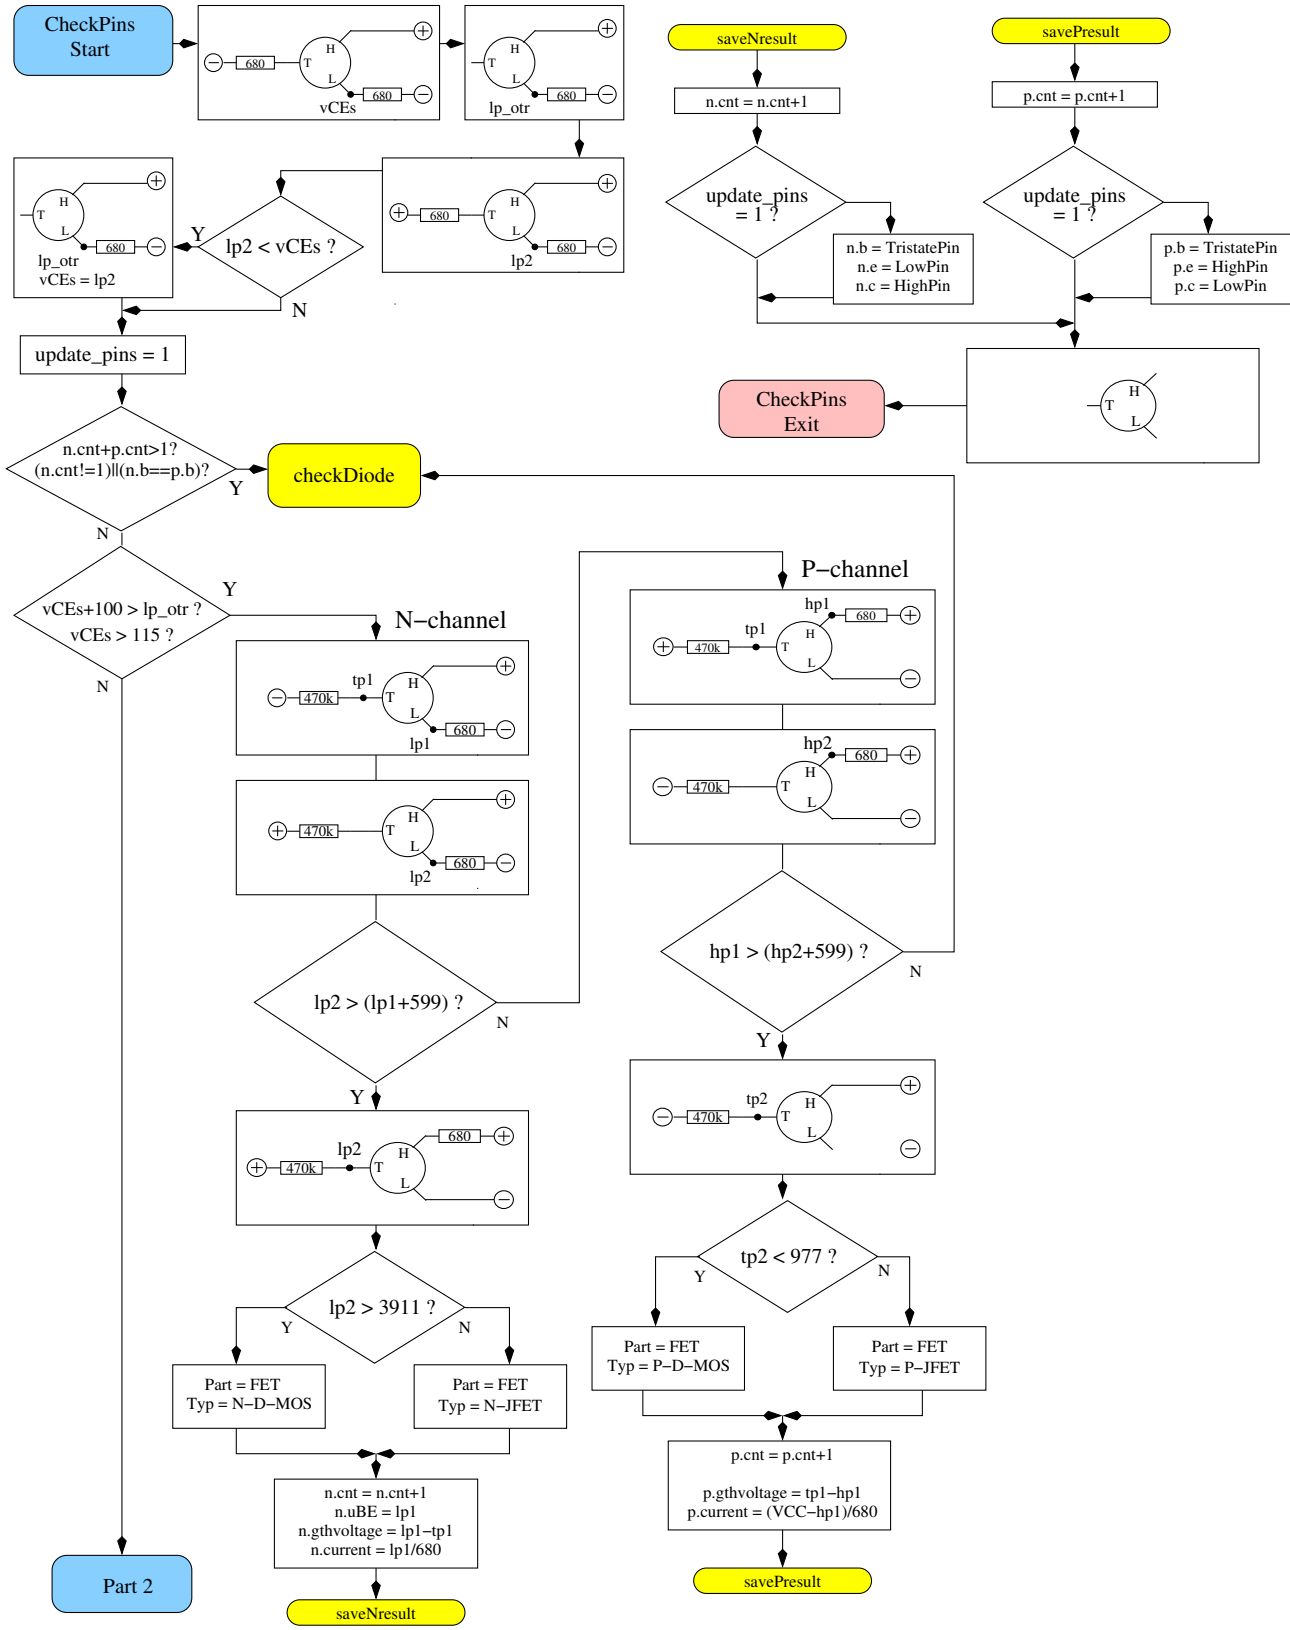 CheckPins
Start
680
T
H
L
680
vCEs
T
H
L
680
lp_otr
saveNresult
n.cnt = n.cnt+1
update_pins
= 1 ?
n.b = TristatePin
n.e = LowPin
n.c = HighPin
savePresult
p.cnt = p.cnt+1
update_pins
= 1 ?
p.b = TristatePin
p.e = HighPin
p.c = LowPin
T
H
L
680
lp_otr
vCEs = lp2
Y
lp2 < vCEs ?
N
680
T
H
L
680
lp2
update_pins = 1
T
H
L
CheckPins
Exit
n.cnt+p.cnt>1?
(n.cnt!=1)||(n.b==p.b)?
Y
N
checkDiode
vCEs+100 > lp_otr ?
vCEs > 115 ?
Y
N
N−channel
470k
tp1
T
H
L
680
lp1
470k
T
H
L
680
lp2
lp2 > (lp1+599) ?
N
Y
680
lp2
470k
T
H
L
lp2 > 3911 ?
Y
N
Part = FET
Typ = N−D−MOS
Part = FET
Typ = N−JFET
n.cnt = n.cnt+1
n.uBE = lp1
n.gthvoltage = lp1−tp1
n.current = lp1/680
saveNresult
Part 2
P−channel
hp1
680
tp1
470k
T
H
L
hp2
680
470k
T
H
L
hp1 > (hp2+599) ?
N
Y
tp2
470k
T
H
L
tp2 < 977 ?
Y
N
Part = FET
Typ = P−D−MOS
Part = FET
Typ = P−JFET
p.cnt = p.cnt+1
p.gthvoltage = tp1−hp1
p.current = (VCC−hp1)/680
savePresult